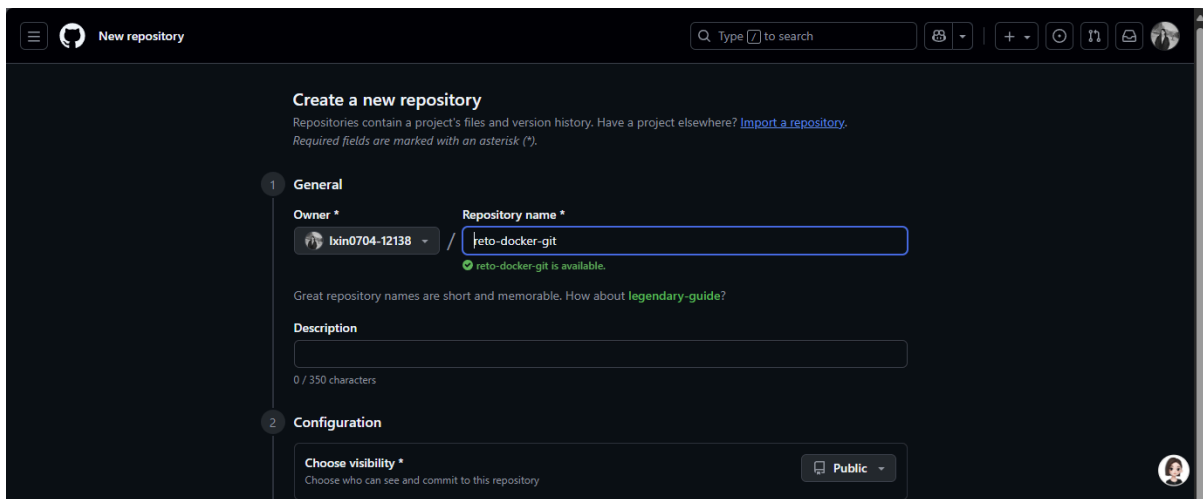 New repository
Type / to search
Create a new repository
Repositories contain a project's files and version history. Have a project elsewhere? Import a repository.
Required fields are marked with an asterisk (*).
1 General
Owner * Repository name *
lxin0704-12138 / reto-docker-git
reto-docker-git is available.
Great repository names are short and memorable. How about legendary-guide?
Description
0 / 350 characters
2 Configuration
Choose visibility * Public
Choose who can see and commit to this repository